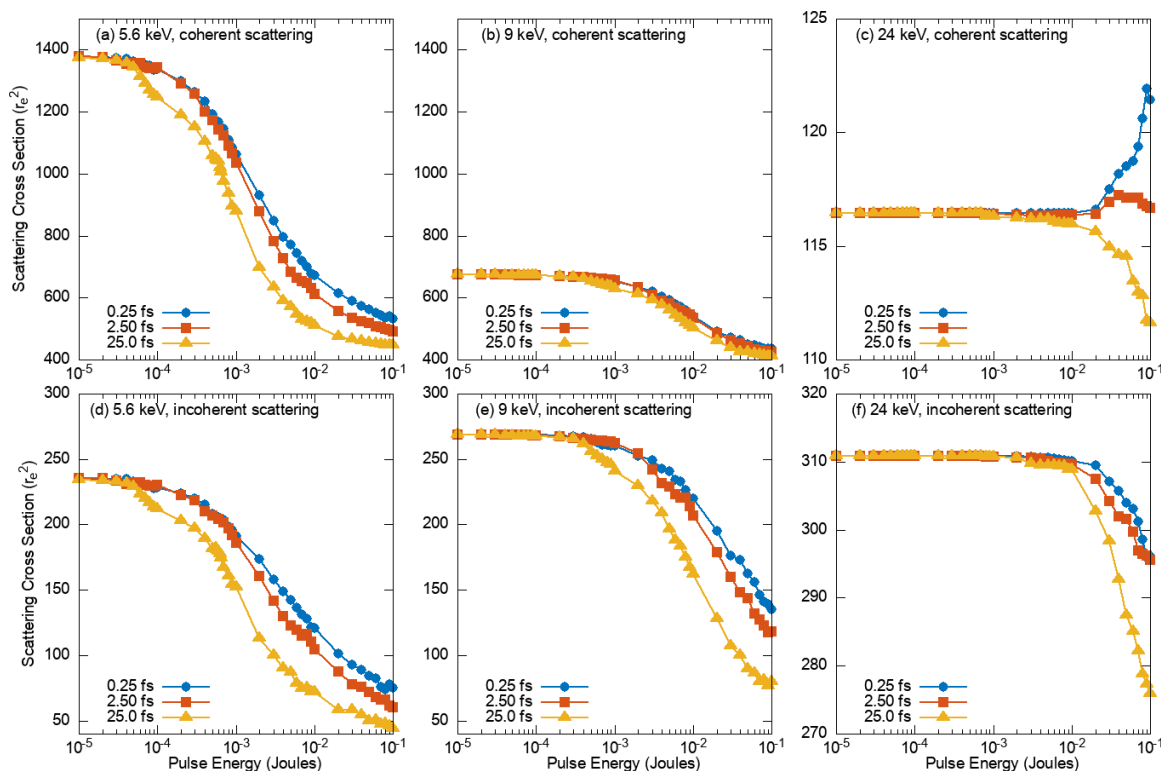 (a) 5.6 keV, coherent scattering
(b) 9 keV, coherent scattering
(c) 24 keV, coherent scattering
Scattering Cross Section (rₑ²)
1400
1200
1000
800
600
400
0.25 fs
2.50 fs
25.0 fs
10⁻⁵ 10⁻⁴ 10⁻³ 10⁻² 10⁻¹
1400
1200
1000
800
600
400
0.25 fs
2.50 fs
25.0 fs
10⁻⁵ 10⁻⁴ 10⁻³ 10⁻² 10⁻¹
125
120
115
110
0.25 fs
2.50 fs
25.0 fs
10⁻⁵ 10⁻⁴ 10⁻³ 10⁻² 10⁻¹
(d) 5.6 keV, incoherent scattering
(e) 9 keV, incoherent scattering
(f) 24 keV, incoherent scattering
Scattering Cross Section (rₑ²)
300
250
200
150
100
50
0.25 fs
2.50 fs
25.0 fs
10⁻⁵ 10⁻⁴ 10⁻³ 10⁻² 10⁻¹
Pulse Energy (Joules)
300
250
200
150
100
50
0.25 fs
2.50 fs
25.0 fs
10⁻⁵ 10⁻⁴ 10⁻³ 10⁻² 10⁻¹
Pulse Energy (Joules)
320
310
300
290
280
270
0.25 fs
2.50 fs
25.0 fs
10⁻⁵ 10⁻⁴ 10⁻³ 10⁻² 10⁻¹
Pulse Energy (Joules)